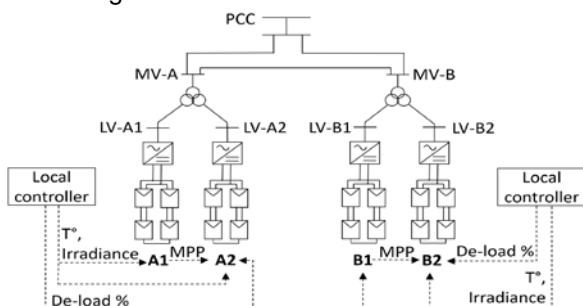 PCC
MV-A
MV-B
LV-A1
LV-A2
LV-B1
LV-B2
Local
controller
Local
controller
T°,
Irradiance
A1
MPP
A2
B1
MPP
B2
De-load %
T°,
Irradiance
De-load %